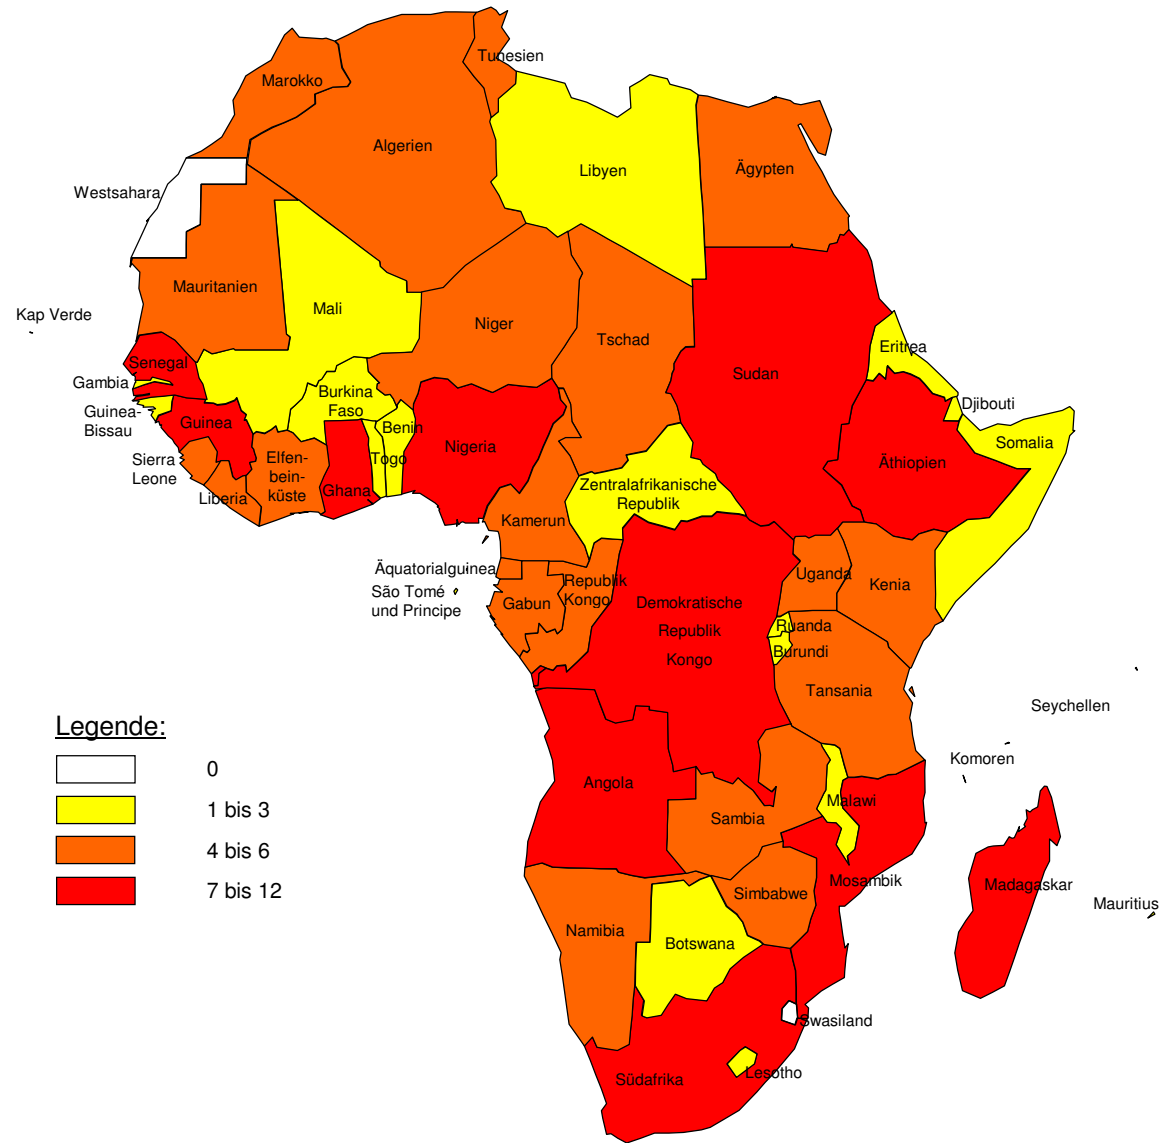 Tunesien
Marokko
Algerien
Libyen
Ägypten
Westsahara
Mauritanien
Mali
Kap Verde
Niger
Tschad
Eritrea
Senegal
Sudan
Gambia
Burkina
Faso
Djibouti
Guinea-
Bissau
Guinea
Benin
Nigeria
Somalia
Sierra
Leone
Elfen-
bein-
küste
Togo
Äthiopien
Liberia
Ghana
Zentralafrikanische
Republik
Kamerun
Äquatorialguinea
Uganda
Kenia
São Tomé
und Principe
Gabun
Republik
Kongo
Demokratische
Republik
Kongo
Ruanda
Burundi
Tansania
Seychellen
Legende:
Komoren
0
1 bis 3
4 bis 6
7 bis 12
Angola
Malawi
Sambia
Mosambik
Madagaskar
Simbabwe
Mauritius
Namibia
Botswana
Swasiland
Lesotho
Südafrika